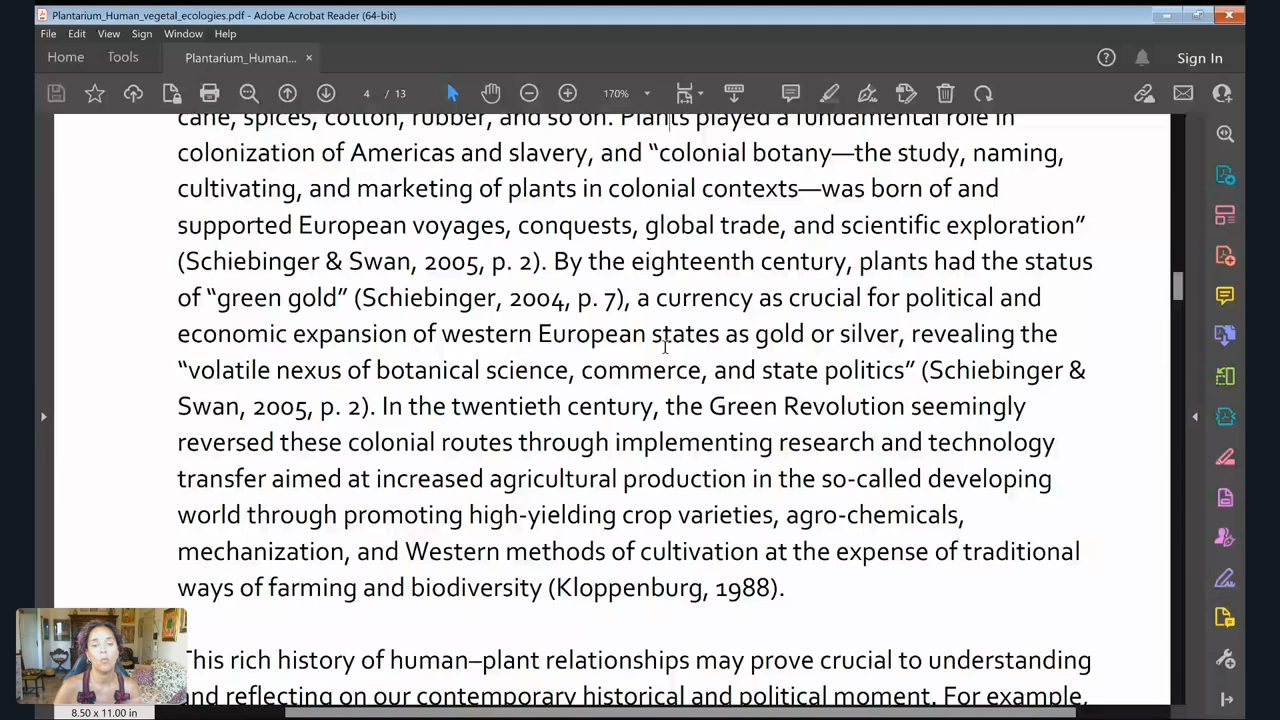 Plantarium_Human_vegetal_ecologies.pdf - Adobe Acrobat Reader (64-bit)
File Edit View Sign Window Help
Home Tools Plantarium_Human... × Sign In
4 / 13 170%
cane, spices, cotton, rubber, and so on. Plants played a fundamental role in
colonization of Americas and slavery, and “colonial botany—the study, naming,
cultivating, and marketing of plants in colonial contexts—was born of and
supported European voyages, conquests, global trade, and scientific exploration”
(Schiebinger & Swan, 2005, p. 2). By the eighteenth century, plants had the status
of “green gold” (Schiebinger, 2004, p. 7), a currency as crucial for political and
economic expansion of western European states as gold or silver, revealing the
“volatile nexus of botanical science, commerce, and state politics” (Schiebinger &
Swan, 2005, p. 2). In the twentieth century, the Green Revolution seemingly
reversed these colonial routes through implementing research and technology
transfer aimed at increased agricultural production in the so-called developing
world through promoting high-yielding crop varieties, agro-chemicals,
mechanization, and Western methods of cultivation at the expense of traditional
ways of farming and biodiversity (Kloppenburg, 1988).
This rich history of human–plant relationships may prove crucial to understanding
and reflecting on our contemporary historical and political moment. For example,
8.50 x 11.00 in